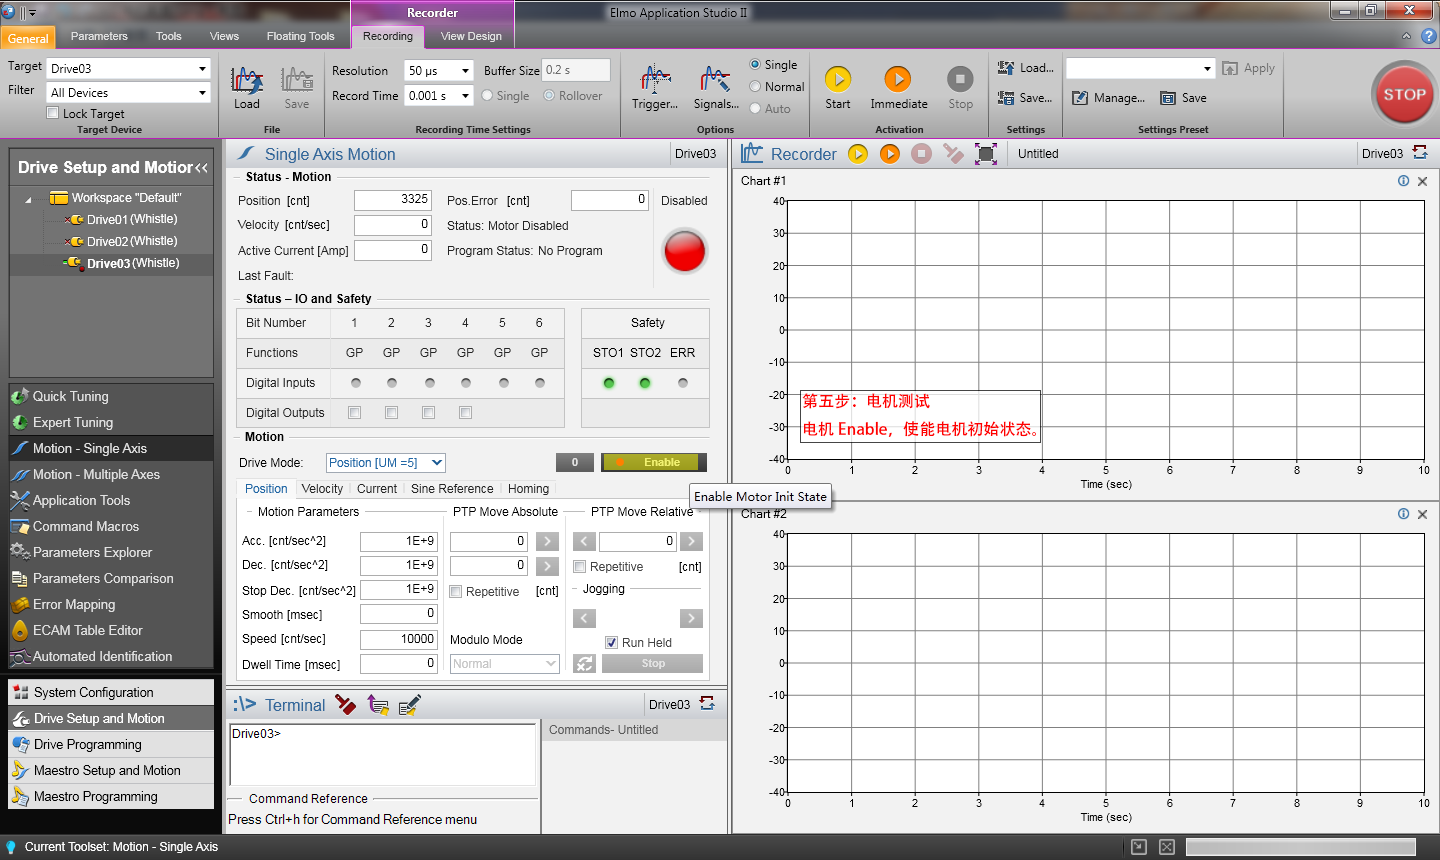 Recorder
Elmo Application Studio II
General
Parameters
Tools
Views
Floating Tools
Recording
View Design
Target
Drive03
Filter
All Devices
Lock Target
Target Device
Load
Save
File
Resolution
50 µs
Buffer Size
0.2 s
Record Time
0.001 s
Single
Rollover
Recording Time Settings
Trigger...
Signals...
Single
Normal
Auto
Options
Start
Immediate
Stop
Activation
Load...
Save...
Settings
Apply
Manage...
Save
Settings Preset
STOP
Drive Setup and Motion <<
Workspace "Default"
Drive01 (Whistle)
Drive02 (Whistle)
Drive03 (Whistle)
Quick Tuning
Expert Tuning
Motion - Single Axis
Motion - Multiple Axes
Application Tools
Command Macros
Parameters Explorer
Parameters Comparison
Error Mapping
ECAM Table Editor
Automated Identification
System Configuration
Drive Setup and Motion
Drive Programming
Maestro Setup and Motion
Maestro Programming
Single Axis Motion
Drive03
Status - Motion
Position [cnt] 3325 Pos.Error [cnt] 0 Disabled
Velocity [cnt/sec] 0 Status: Motor Disabled
Active Current [Amp] 0 Program Status: No Program
Last Fault:
Status – IO and Safety
Bit Number 1 2 3 4 5 6 Safety
Functions GP GP GP GP GP GP STO1 STO2 ERR
Digital Inputs
Digital Outputs
Motion
Drive Mode: Position [UM =5] 0 Enable
Position Velocity Current Sine Reference Homing
Enable Motor Init State
Motion Parameters PTP Move Absolute PTP Move Relative
Acc. [cnt/sec^2] 1E+9 0 > < 0 >
Dec. [cnt/sec^2] 1E+9 0 > Repetitive [cnt]
Stop Dec. [cnt/sec^2] 1E+9 Repetitive [cnt] Jogging
Smooth [msec] 0 < >
Speed [cnt/sec] 10000 Modulo Mode Run Held
Dwell Time [msec] 0 Normal Stop
:\> Terminal
Drive03
Drive03>
Commands- Untitled
Command Reference
Press Ctrl+h for Command Reference menu
Recorder
Untitled
Drive03
Chart #1
40
30
20
10
0
-10
-20
-30
-40
第五步：电机测试
电机 Enable，使能电机初始状态。
0 1 2 3 4 5 6 7 8 9 10
Time (sec)
Chart #2
40
30
20
10
0
-10
-20
-30
-40
0 1 2 3 4 5 6 7 8 9 10
Time (sec)
Current Toolset: Motion - Single Axis